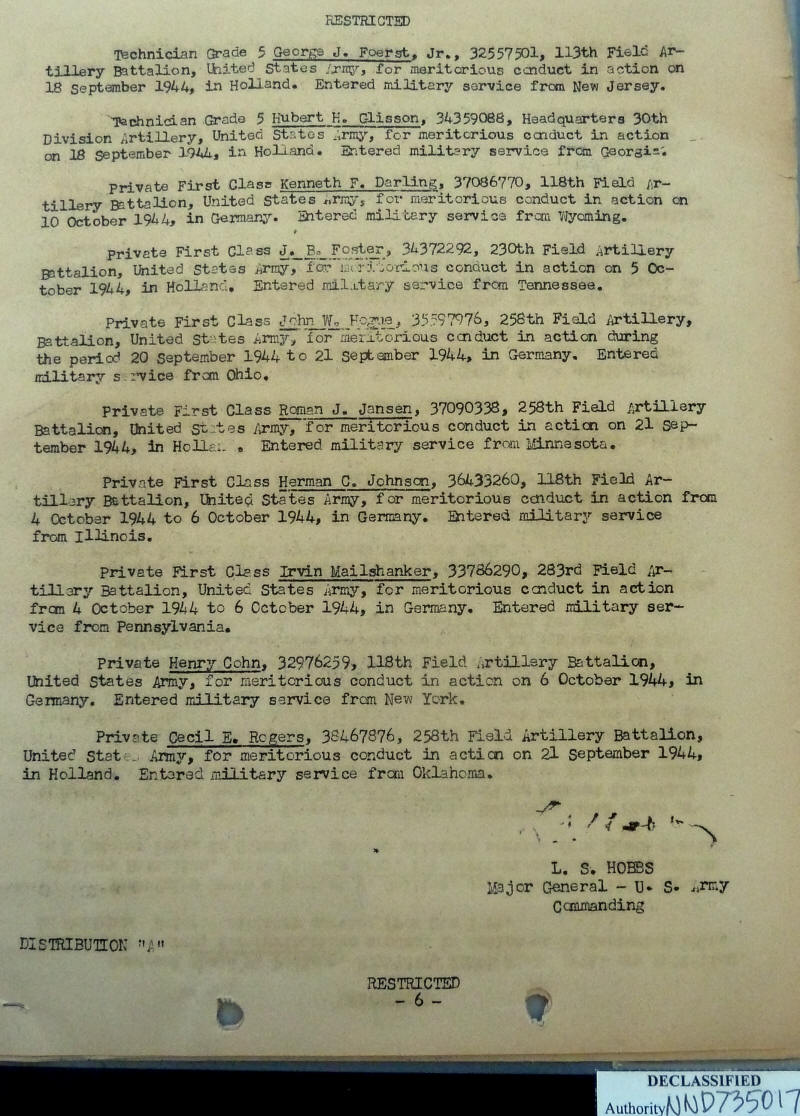 RESTRICTED
Technician Grade 5 George J. Foerst, Jr., 32557501, 113th Field Ar-
tillery Battalion, United States Army, for meritorious conduct in action on
18 September 1944, in Holland. Entered military service from New Jersey.
Technician Grade 5 Hubert H. Glisson, 34359088, Headquarters 30th
Division Artillery, United States Army, for meritorious conduct in action
on 18 September 1944, in Holland. Entered military service from Georgia.
Private First Class Kenneth F. Darling, 37086770, 118th Field Ar-
tillery Battalion, United States Army, for meritorious conduct in action on
10 October 1944, in Germany. Entered military service from Wyoming.
Private First Class J. B. Foster, 34372292, 230th Field Artillery
Battalion, United States Army, for meritorious conduct in action on 5 Oc-
tober 1944, in Holland. Entered military service from Tennessee.
Private First Class John W. Hogue, 35597976, 258th Field Artillery,
Battalion, United States Army, for meritorious conduct in action during
the period 20 September 1944 to 21 September 1944, in Germany. Entered
military service from Ohio.
Private First Class Roman J. Jansen, 37090338, 258th Field Artillery
Battalion, United States Army, for meritorious conduct in action on 21 Sep-
tember 1944, in Holland. Entered military service from Minnesota.
Private First Class Herman C. Johnson, 36433260, 118th Field Ar-
tillery Battalion, United States Army, for meritorious conduct in action from
4 October 1944 to 6 October 1944, in Germany. Entered military service
from Illinois.
Private First Class Irvin Mailshanker, 33786290, 283rd Field Ar-
tillery Battalion, United States Army, for meritorious conduct in action
from 4 October 1944 to 6 October 1944, in Germany. Entered military ser-
vice from Pennsylvania.
Private Henry Cohn, 32976259, 118th Field Artillery Battalion,
United States Army, for meritorious conduct in action on 6 October 1944, in
Germany. Entered military service from New York.
Private Cecil E. Rogers, 38467876, 258th Field Artillery Battalion,
United States Army, for meritorious conduct in action on 21 September 1944,
in Holland. Entered military service from Oklahoma.
L. S. HOBBS
Major General - U. S. Army
Commanding
DISTRIBUTION "A"
RESTRICTED
- 6 -
DECLASSIFIED
Authority NND735017